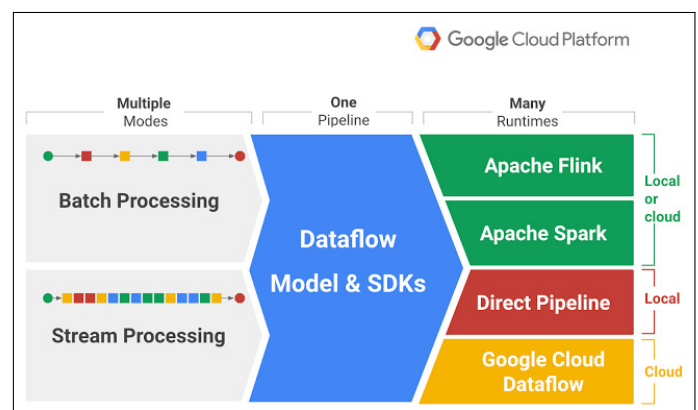 Google Cloud Platform
Multiple
Modes
One
Pipeline
Many
Runtimes
Batch Processing
Stream Processing
Dataflow
Model & SDKs
Apache Flink
Apache Spark
Direct Pipeline
Google Cloud
Dataflow
Local
or
cloud
Local
Cloud